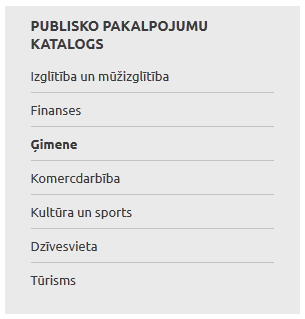 PUBLISKO PAKALPOJUMU
KATALOGS
Izglītība un mūžizglītība
Finanses
Ģimene
Komercdarbība
Kultūra un sports
Dzīvesvieta
Tūrisms